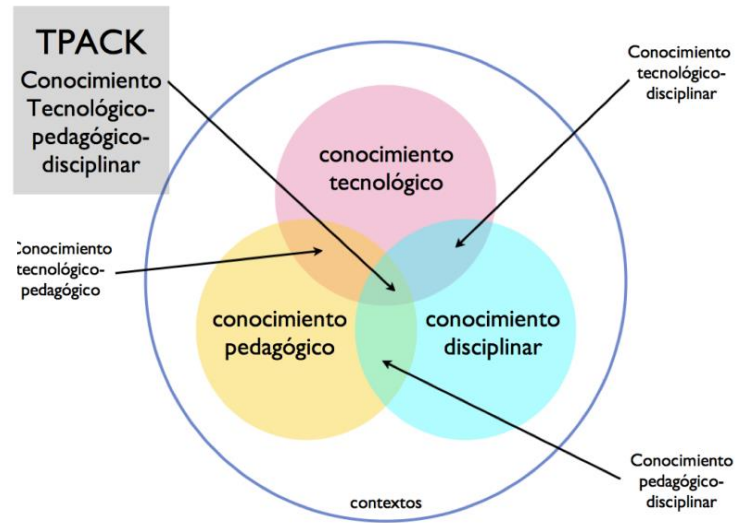 TPACK
Conocimiento
Tecnológico-
pedagógico-
disciplinar
Conocimiento
tecnológico-
disciplinar
conocimiento
tecnológico
Conocimiento
tecnológico-
pedagógico
conocimiento
pedagógico
conocimiento
disciplinar
Conocimiento
pedagógico-
disciplinar
contextos